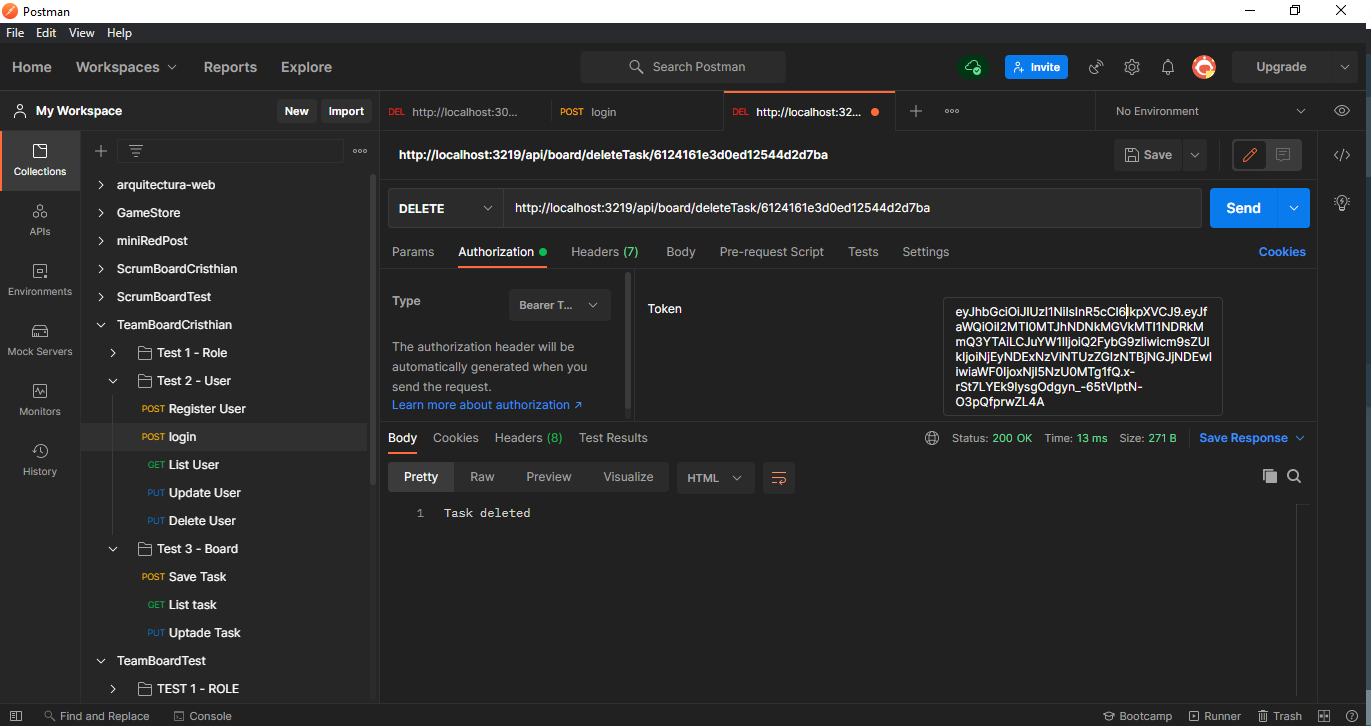 Postman
File Edit View Help
Home Workspaces Reports Explore
Search Postman
Invite
Upgrade
My Workspace
New Import
DEL http://localhost:30...
POST login
DEL http://localhost:32...
No Environment
Collections
APIs
Environments
Mock Servers
Monitors
History
arquitectura-web
GameStore
miniRedPost
ScrumBoardCristhian
ScrumBoardTest
TeamBoardCristhian
Test 1 - Role
Test 2 - User
POST Register User
POST login
GET List User
PUT Update User
PUT Delete User
Test 3 - Board
POST Save Task
GET List task
PUT Uptade Task
TeamBoardTest
TEST 1 - ROLE
http://localhost:3219/api/board/deleteTask/6124161e3d0ed12544d2d7ba
Save
DELETE http://localhost:3219/api/board/deleteTask/6124161e3d0ed12544d2d7ba
Send
Params Authorization Headers (7) Body Pre-request Script Tests Settings Cookies
Type
Bearer T...
The authorization header will be
automatically generated when you
send the request.
Learn more about authorization ↗
Token
eyJhbGciOiJIUzI1NiIsInR5cCI6IkpXVCJ9.eyJf
aWQiOiI2MTI0MTJhNDNkMGVkMTI1NDRkM
mQ3YTAiLCJuYW1lIjoiQ2FybG9zIiwicm9sZUl
kIjoiNjEyNDExNzViNTUzZGIzNTBjNGJjNDEwI
iwiaWF0IjoxNjI5NzU0MTg1fQ.x-
rSt7LYEk9IysgOdgyn_-65tVIptN-
O3pQfprwZL4A
Body Cookies Headers (8) Test Results
Status: 200 OK Time: 13 ms Size: 271 B Save Response
Pretty Raw Preview Visualize HTML
1 Task deleted
Find and Replace Console
Bootcamp Runner Trash